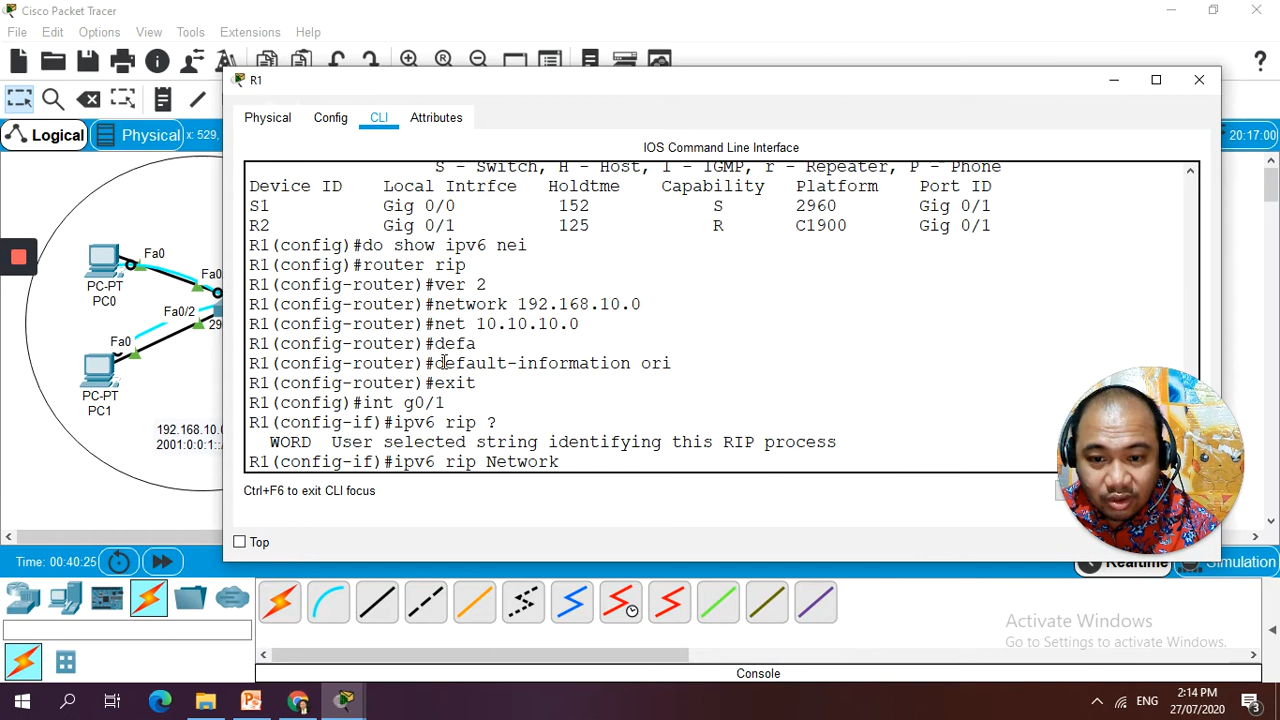 Cisco Packet Tracer
File Edit Options View Tools Extensions Help
R1
Logical Physical x: 529, 20:17:00
Physical Config CLI Attributes
IOS Command Line Interface
S - Switch, H - Host, I - IGMP, r - Repeater, P - Phone
Device ID Local Intrfce Holdtme Capability Platform Port ID
S1 Gig 0/0 152 S 2960 Gig 0/1
R2 Gig 0/1 125 R C1900 Gig 0/1
R1(config)#do show ipv6 nei
R1(config)#router rip
R1(config-router)#ver 2
R1(config-router)#network 192.168.10.0
R1(config-router)#net 10.10.10.0
R1(config-router)#defa
R1(config-router)#default-information ori
R1(config-router)#exit
R1(config)#int g0/1
R1(config-if)#ipv6 rip ?
WORD User selected string identifying this RIP process
R1(config-if)#ipv6 rip Network
Ctrl+F6 to exit CLI focus
Top
Fa0
Fa0
PC-PT
PC0
Fa0/2
29
Fa0
PC-PT
PC1
192.168.10.0
2001:0:0:1::/6
Time: 00:40:25
Realtime
Simulation
Activate Windows
Go to Settings to activate Windows.
Console
ENG
2:14 PM
27/07/2020
3